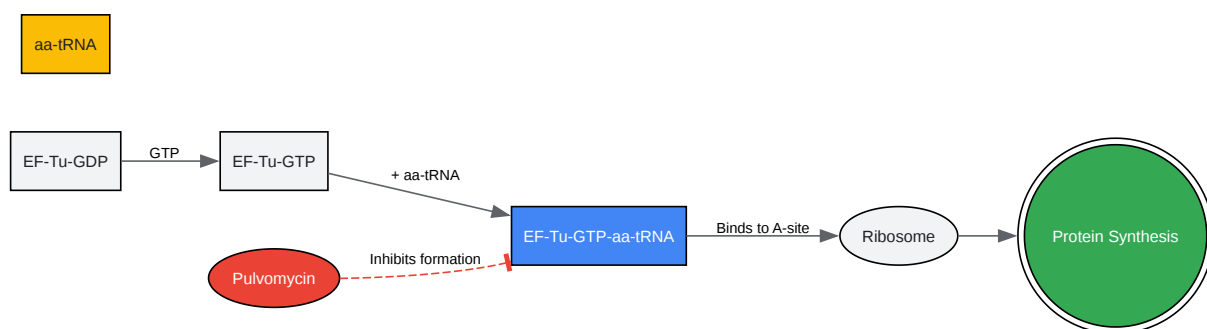 aa-tRNA
EF-Tu-GDP
GTP
EF-Tu-GTP
+ aa-tRNA
EF-Tu-GTP-aa-tRNA
Binds to A-site
Ribosome
Protein Synthesis
Pulvomycin
Inhibits formation